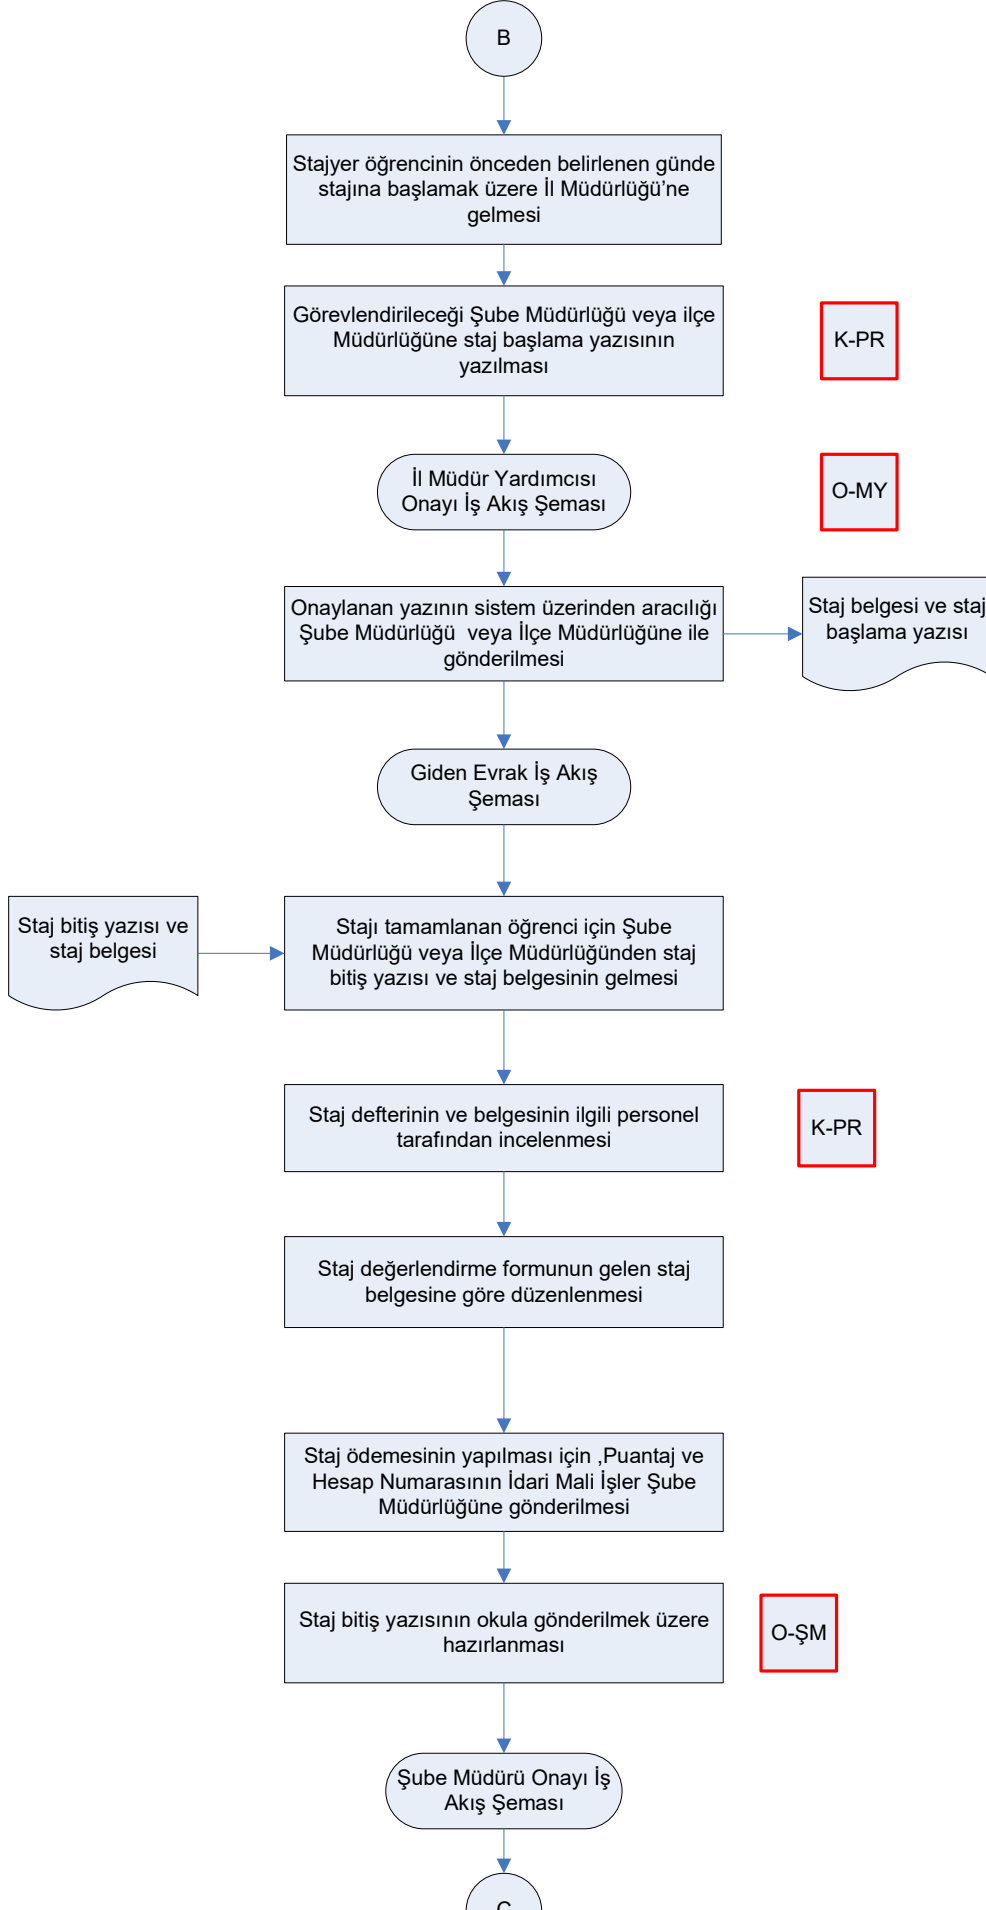 B
Stajyer öğrencinin önceden belirlenen günde
stajına başlamak üzere İl Müdürlüğü’ne
gelmesi
Görevlendirileceği Şube Müdürlüğü veya ilçe
Müdürlüğüne staj başlama yazısının
yazılması
K-PR
İl Müdür Yardımcısı
Onayı İş Akış Şeması
O-MY
Onaylanan yazının sistem üzerinden aracılığı
Şube Müdürlüğü  veya İlçe Müdürlüğüne ile
gönderilmesi
Staj belgesi ve staj
başlama yazısı
Giden Evrak İş Akış
Şeması
Staj bitiş yazısı ve
staj belgesi
Stajı tamamlanan öğrenci için Şube
Müdürlüğü veya İlçe Müdürlüğünden staj
bitiş yazısı ve staj belgesinin gelmesi
Staj defterinin ve belgesinin ilgili personel
tarafından incelenmesi
K-PR
Staj değerlendirme formunun gelen staj
belgesine göre düzenlenmesi
Staj ödemesinin yapılması için ,Puantaj ve
Hesap Numarasının İdari Mali İşler Şube
Müdürlüğüne gönderilmesi
Staj bitiş yazısının okula gönderilmek üzere
hazırlanması
O-ŞM
Şube Müdürü Onayı İş
Akış Şeması
C